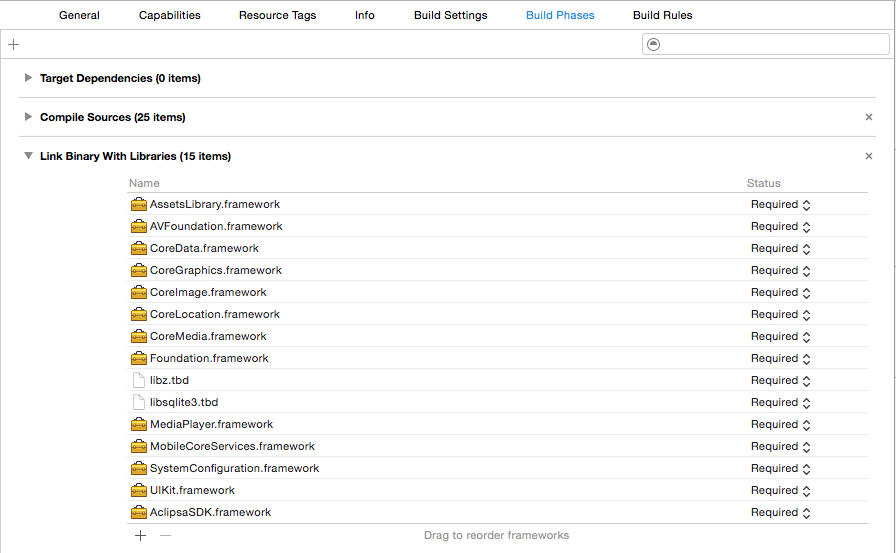 General Capabilities Resource Tags Info Build Settings Build Phases Build Rules
Target Dependencies (0 items)
Compile Sources (25 items)
Link Binary With Libraries (15 items)
Name Status
AssetsLibrary.framework Required
AVFoundation.framework Required
CoreData.framework Required
CoreGraphics.framework Required
CoreImage.framework Required
CoreLocation.framework Required
CoreMedia.framework Required
Foundation.framework Required
libz.tbd Required
libsqlite3.tbd Required
MediaPlayer.framework Required
MobileCoreServices.framework Required
SystemConfiguration.framework Required
UIKit.framework Required
AclipsaSDK.framework Required
Drag to reorder frameworks